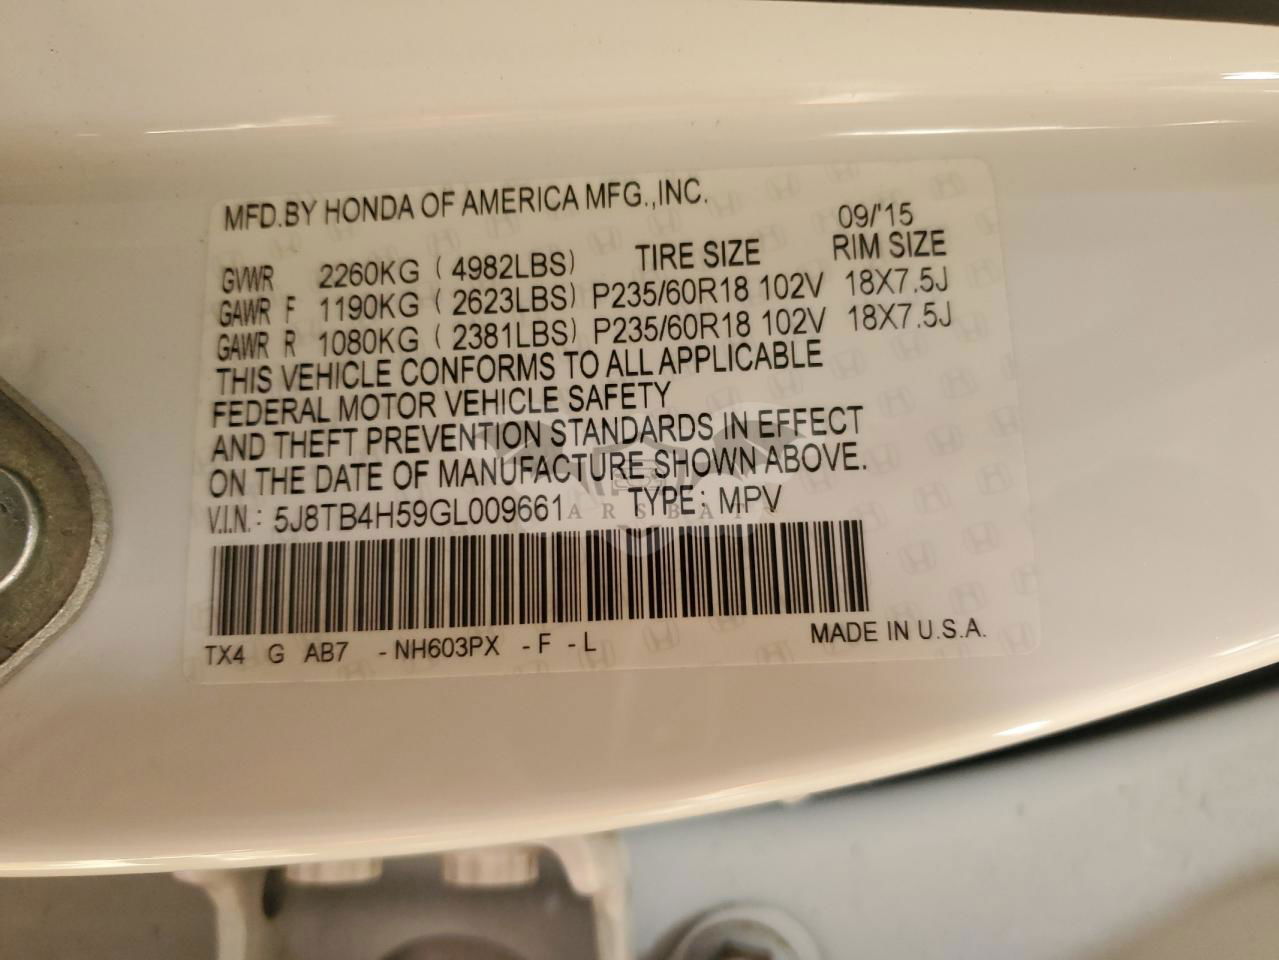 MFD.BY HONDA OF AMERICA MFG.,INC.
09/'15
GVWR 2260KG ( 4982LBS) TIRE SIZE RIM SIZE
GAWR F 1190KG ( 2623LBS) P235/60R18 102V 18X7.5J
GAWR R 1080KG ( 2381LBS) P235/60R18 102V 18X7.5J
THIS VEHICLE CONFORMS TO ALL APPLICABLE
FEDERAL MOTOR VEHICLE SAFETY
AND THEFT PREVENTION STANDARDS IN EFFECT
ON THE DATE OF MANUFACTURE SHOWN ABOVE.
V.I.N.: 5J8TB4H59GL009661 TYPE: MPV
TX4 G AB7 -NH603PX -F -L MADE IN U.S.A.